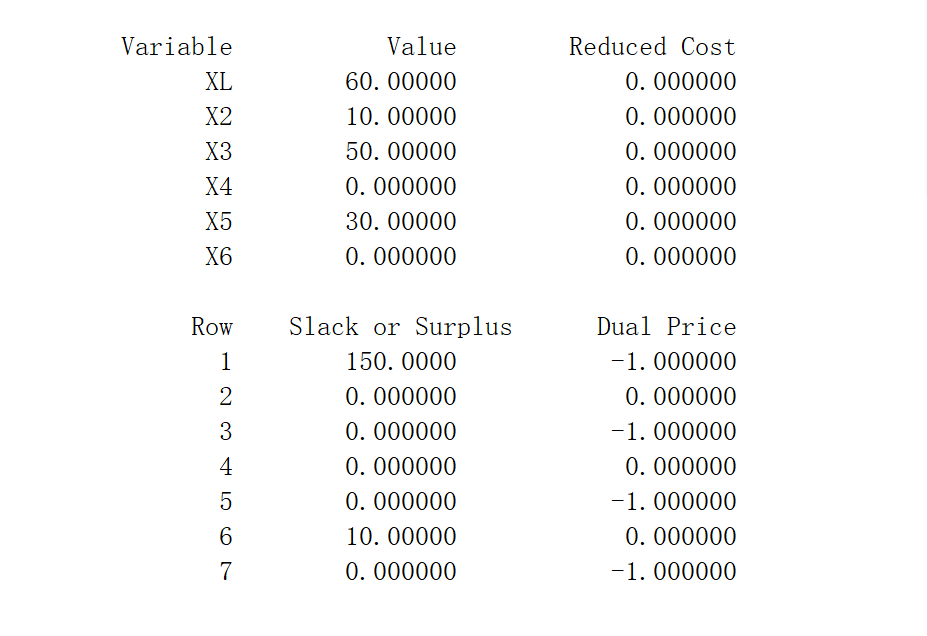 Variable Value Reduced Cost
XL 60.00000 0.000000
X2 10.00000 0.000000
X3 50.00000 0.000000
X4 0.000000 0.000000
X5 30.00000 0.000000
X6 0.000000 0.000000
Row Slack or Surplus Dual Price
1 150.0000 -1.000000
2 0.000000 0.000000
3 0.000000 -1.000000
4 0.000000 0.000000
5 0.000000 -1.000000
6 10.00000 0.000000
7 0.000000 -1.000000